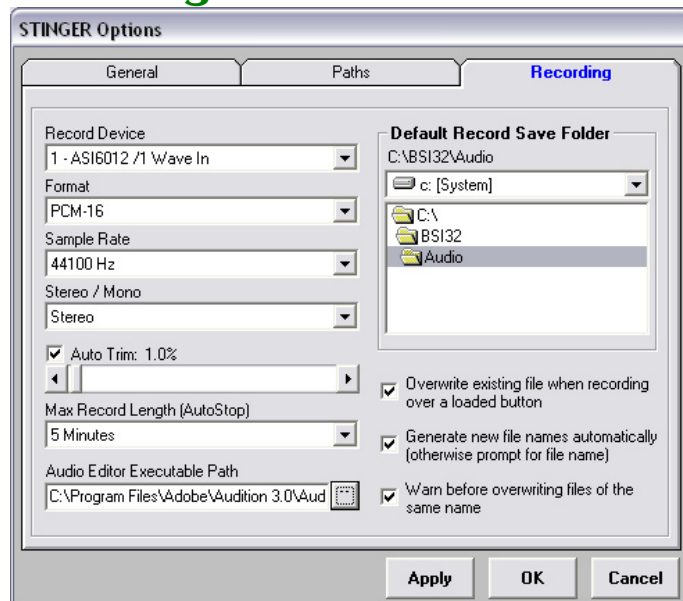 STINGER Options
General
Paths
Recording
Record Device
1 - ASI6012 /1 Wave In
Format
PCM-16
Sample Rate
44100 Hz
Stereo / Mono
Stereo
Auto Trim: 1.0%
Max Record Length (AutoStop)
5 Minutes
Audio Editor Executable Path
C:\Program Files\Adobe\Audition 3.0\Aud
Default Record Save Folder
C:\BSI32\Audio
c: [System]
C:\
BSI32
Audio
Overwrite existing file when recording
over a loaded button
Generate new file names automatically
(otherwise prompt for file name)
Warn before overwriting files of the
same name
Apply
OK
Cancel